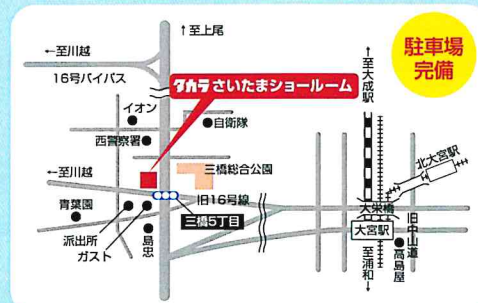 ←至川越
↑至上尾
駐車場
完備
16号バイパス
タカラ さいたまショールーム
↑至大成駅
イオン
自衛隊
西警察署
北大宮駅
←至川越
三橋総合公園
旧16号線
大栄橋
青葉園
三橋5丁目
旧中山道
派出所
ガスト
島忠
大宮駅
至浦和↓
高島屋